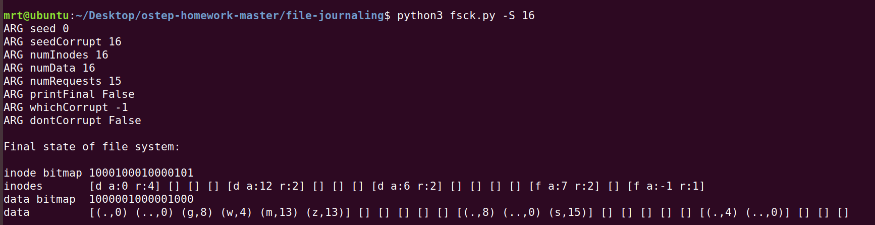 mrt@ubuntu:~/Desktop/ostep-homework-master/file-journaling$ python3 fsck.py -S 16
ARG seed 0
ARG seedCorrupt 16
ARG numInodes 16
ARG numData 16
ARG numRequests 15
ARG printFinal False
ARG whichCorrupt -1
ARG dontCorrupt False

Final state of file system:

inode bitmap 1000100010000101
inodes       [d a:0 r:4] [] [] [] [d a:12 r:2] [] [] [] [d a:6 r:2] [] [] [] [] [f a:7 r:2] [] [f a:-1 r:1]
data bitmap  1000001000001000
data         [(.,0) (..,0) (g,8) (w,4) (m,13) (z,13)] [] [] [] [] [] [(.,8) (..,0) (s,15)] [] [] [] [] [] [(.,4) (..,0)] [] [] []